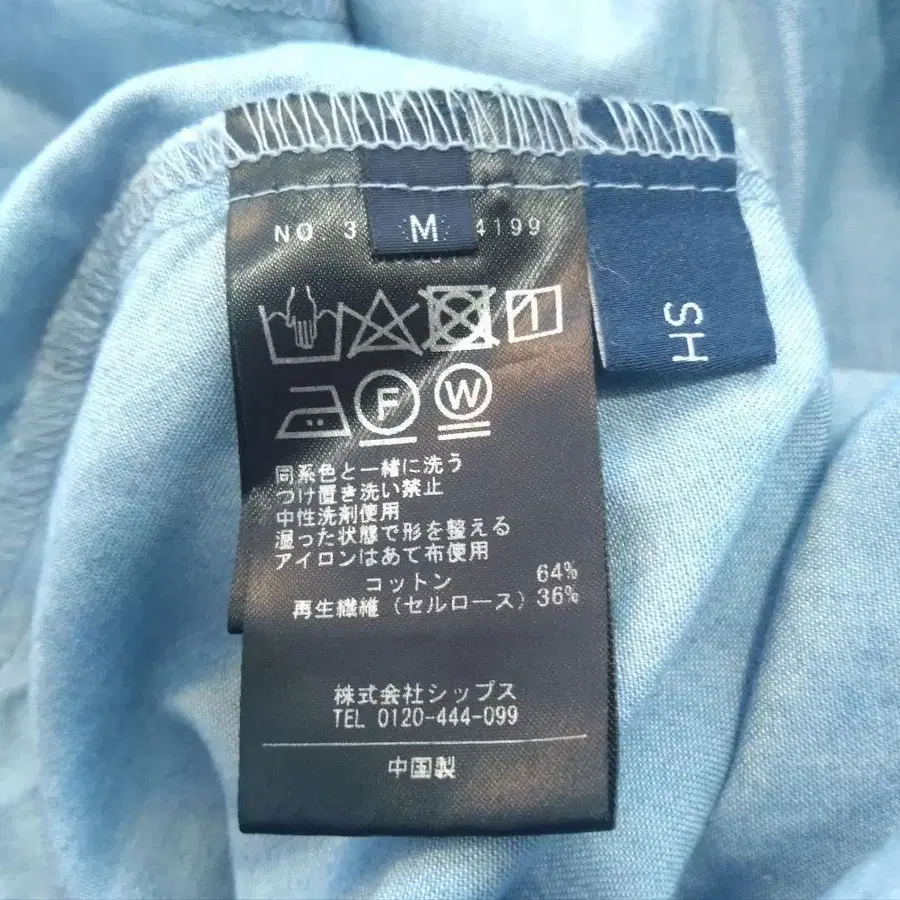 NO 3
M
4199
SH
F W
同系色と一緒に洗う
つけ置き洗い禁止
中性洗剤使用
湿った状態で形を整える
アイロンはあて布使用
コットン 64%
再生繊維(セルロース)36%
株式会社シップス
TEL 0120-444-099
中国製